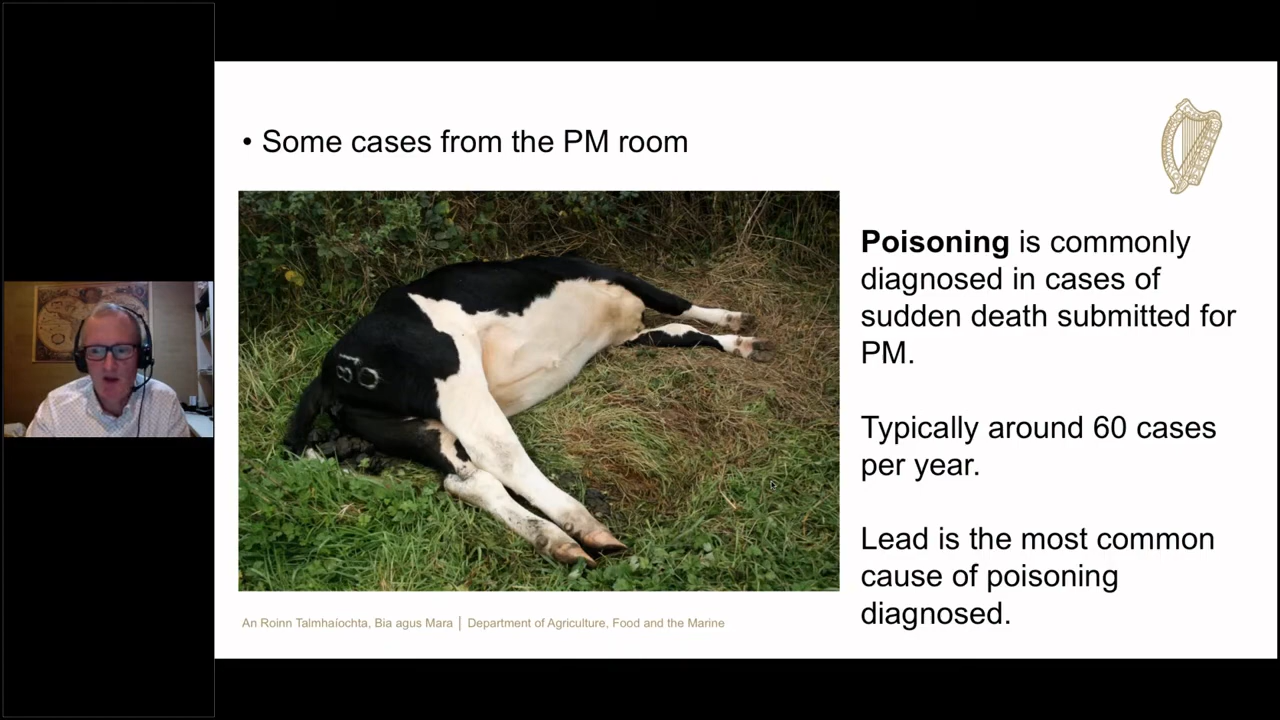 • Some cases from the PM room
Poisoning is commonly
diagnosed in cases of
sudden death submitted for
PM.
Typically around 60 cases
per year.
Lead is the most common
cause of poisoning
diagnosed.
An Roinn Talmhaíochta, Bia agus Mara | Department of Agriculture, Food and the Marine